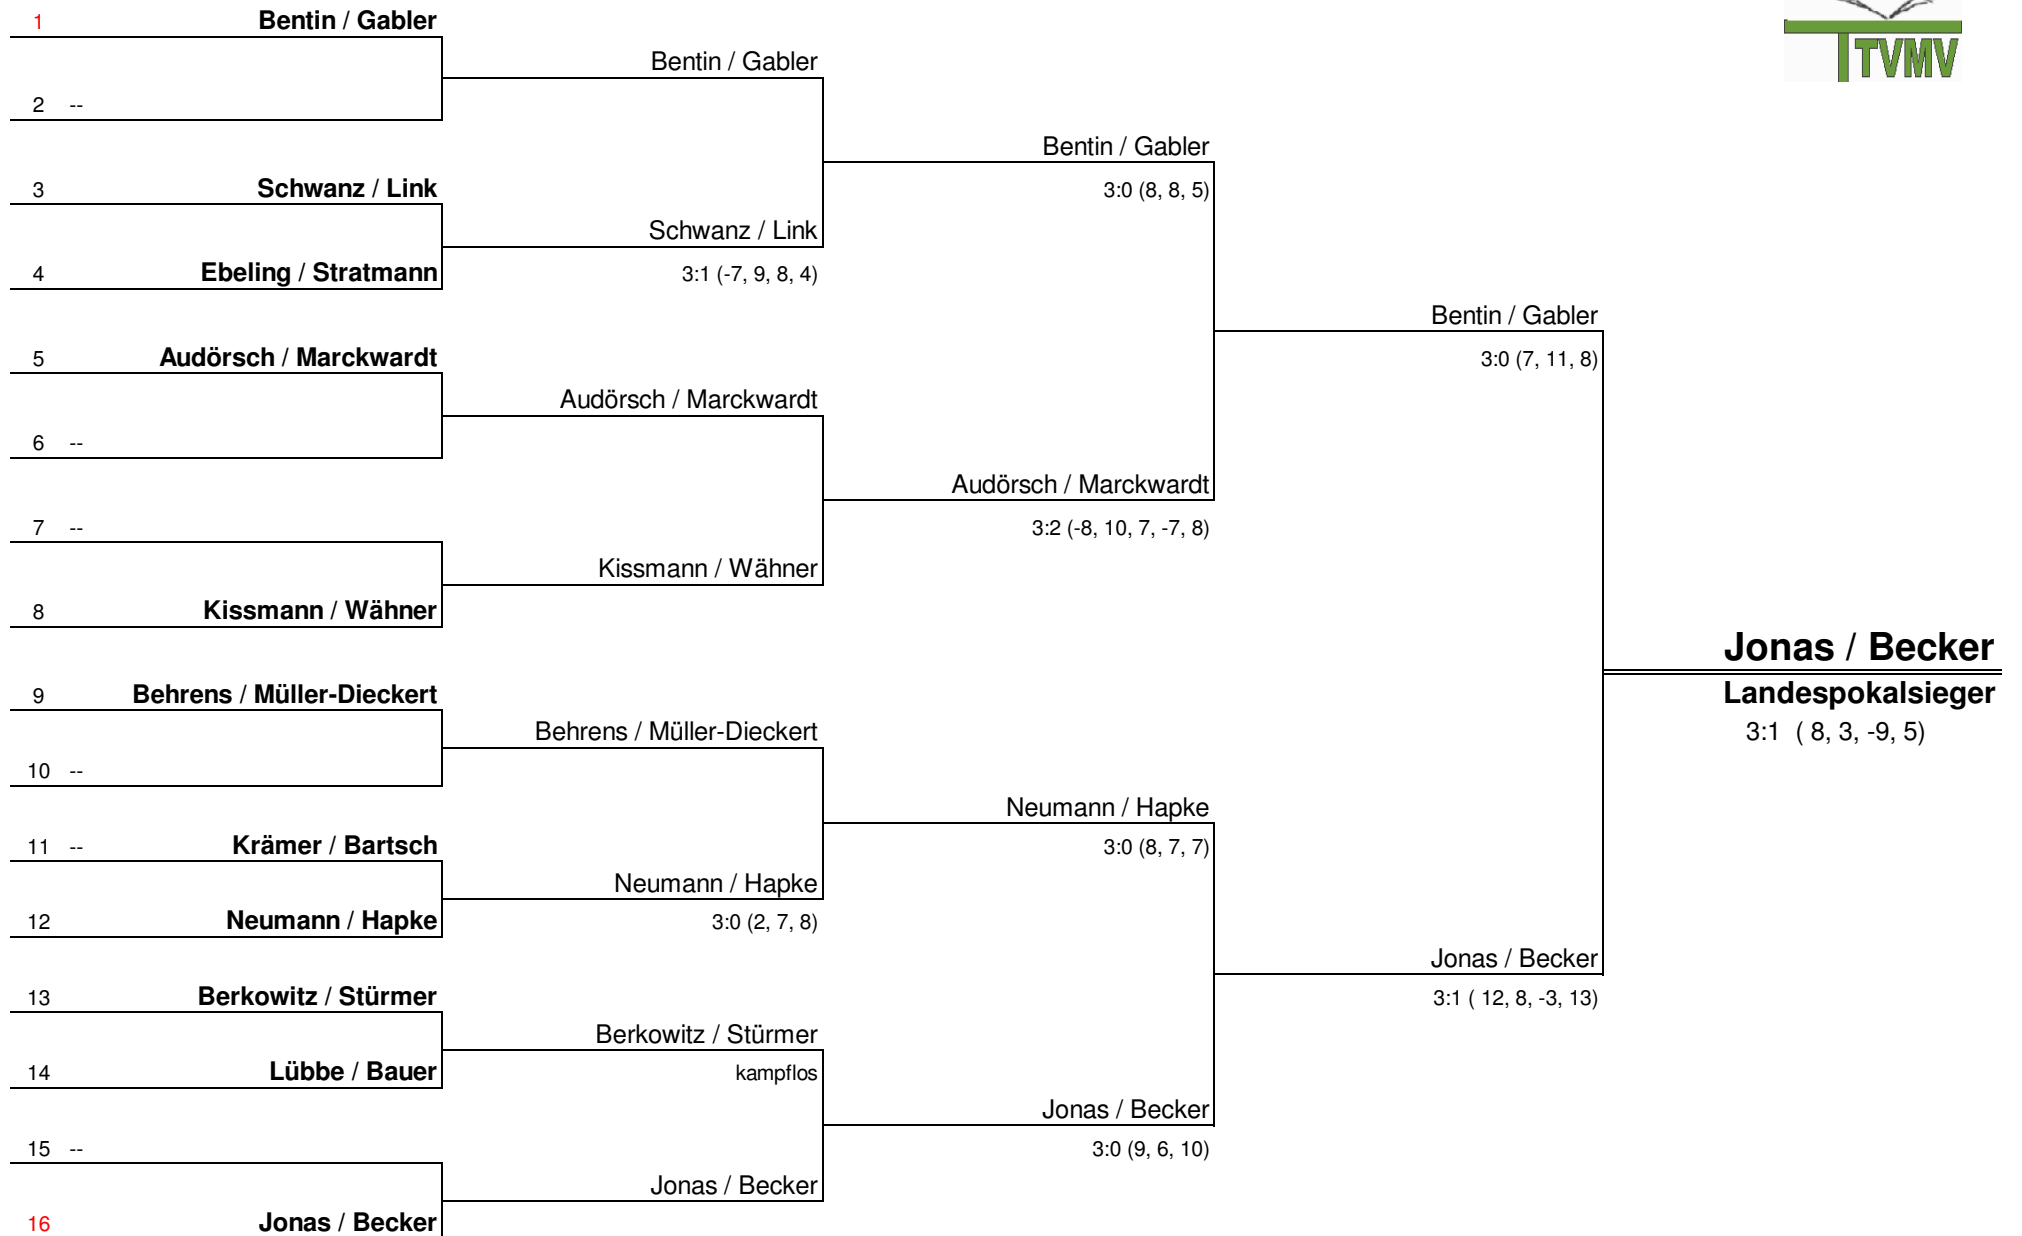 1 Bentin / Gabler
TTVMV
Bentin / Gabler
2 --
Bentin / Gabler
3 Schwanz / Link
3:0 (8, 8, 5)
Schwanz / Link
4 Ebeling / Stratmann
3:1 (-7, 9, 8, 4)
Bentin / Gabler
5 Audörsch / Marckwardt
3:0 (7, 11, 8)
Audörsch / Marckwardt
6 --
Audörsch / Marckwardt
7 --
3:2 (-8, 10, 7, -7, 8)
Kissmann / Wähner
8 Kissmann / Wähner
Jonas / Becker
9 Behrens / Müller-Dieckert
Landespokalsieger
Behrens / Müller-Dieckert
3:1 ( 8, 3, -9, 5)
10 --
Neumann / Hapke
11 -- Krämer / Bartsch
3:0 (8, 7, 7)
Neumann / Hapke
12 Neumann / Hapke
3:0 (2, 7, 8)
Jonas / Becker
13 Berkowitz / Stürmer
3:1 ( 12, 8, -3, 13)
Berkowitz / Stürmer
14 Lübbe / Bauer
kampflos
Jonas / Becker
15 --
3:0 (9, 6, 10)
Jonas / Becker
16 Jonas / Becker